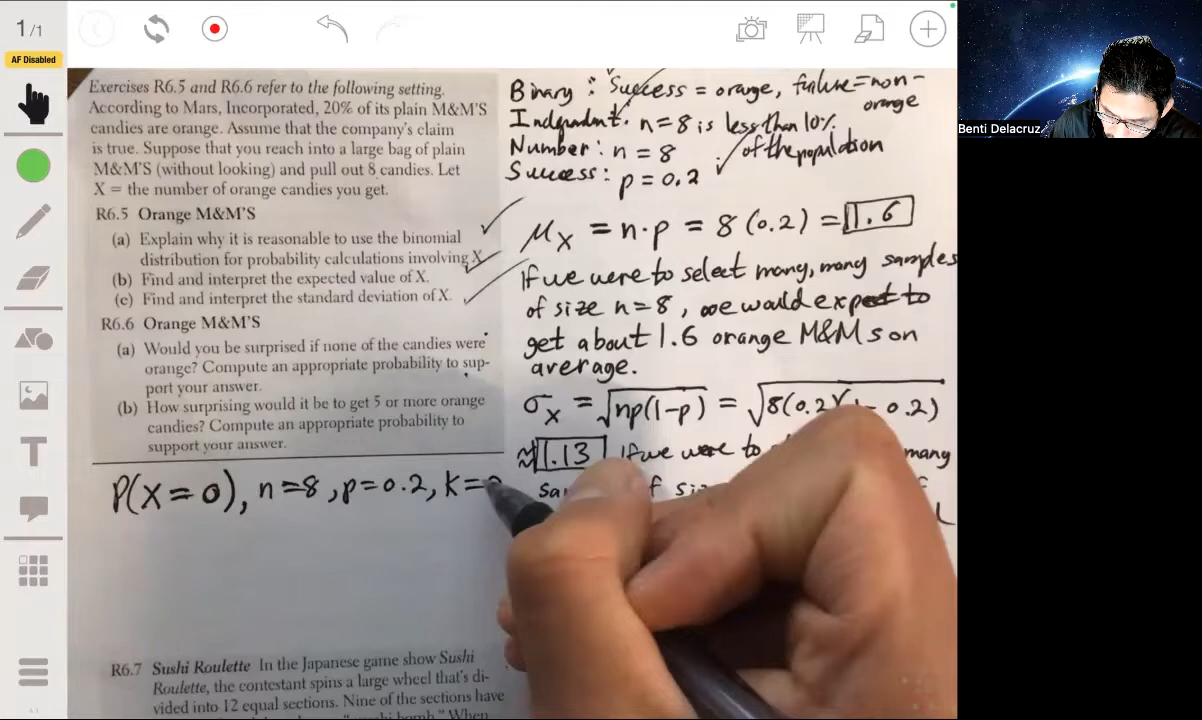 1/1
AF Disabled
Benti Delacruz
Exercises R6.5 and R6.6 refer to the following setting.
According to Mars, Incorporated, 20% of its plain M&M'S
candies are orange. Assume that the company's claim
is true. Suppose that you reach into a large bag of plain
M&M'S (without looking) and pull out 8 candies. Let
X = the number of orange candies you get.
R6.5 Orange M&M'S
(a) Explain why it is reasonable to use the binomial
distribution for probability calculations involving X.
(b) Find and interpret the expected value of X.
(c) Find and interpret the standard deviation of X.
R6.6 Orange M&M'S
(a) Would you be surprised if none of the candies were
orange? Compute an appropriate probability to sup-
port your answer.
(b) How surprising would it be to get 5 or more orange
candies? Compute an appropriate probability to
support your answer.
P(X=0), n=8, p=0.2, k=
Binary: Success = orange, failure=non-
orange
Independent: n=8 is less than 10%
of the population
Number: n=8
Success: p=0.2
μX = n·p = 8(0.2) = 1.6
If we were to select many, many samples
of size n=8, we would expect to
get about 1.6 orange M&Ms on
average.
σX = √np(1-p) = √8(0.2)(1-0.2)
≈ 1.13 If we were to many
R6.7 Sushi Roulette In the Japanese game show Sushi
Roulette, the contestant spins a large wheel that's di-
vided into 12 equal sections. Nine of the sections have